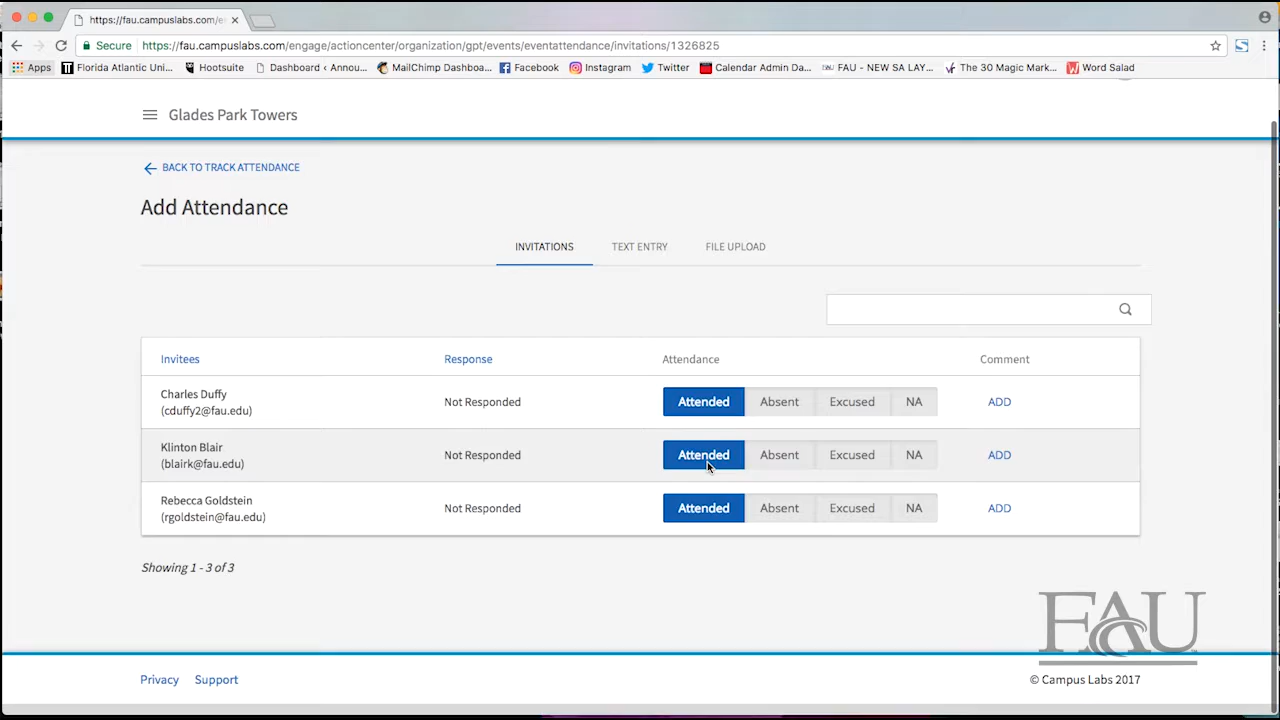 https://fau.campuslabs.com/e
Secure https://fau.campuslabs.com/engage/actioncenter/organization/gpt/events/eventattendance/invitations/1326825
Apps Florida Atlantic Uni... Hootsuite Dashboard ‹ Annou... MailChimp Dashboa... Facebook Instagram Twitter Calendar Admin Da... FAU - NEW SA LAY... The 30 Magic Mark... Word Salad
Glades Park Towers
BACK TO TRACK ATTENDANCE
Add Attendance
INVITATIONS TEXT ENTRY FILE UPLOAD
Invitees Response Attendance Comment
Charles Duffy
(cduffy2@fau.edu) Not Responded Attended Absent Excused NA ADD
Klinton Blair
(blairk@fau.edu) Not Responded Attended Absent Excused NA ADD
Rebecca Goldstein
(rgoldstein@fau.edu) Not Responded Attended Absent Excused NA ADD
Showing 1 - 3 of 3
FAU
Privacy Support © Campus Labs 2017